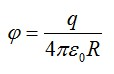 φ = q / 4πε₀R